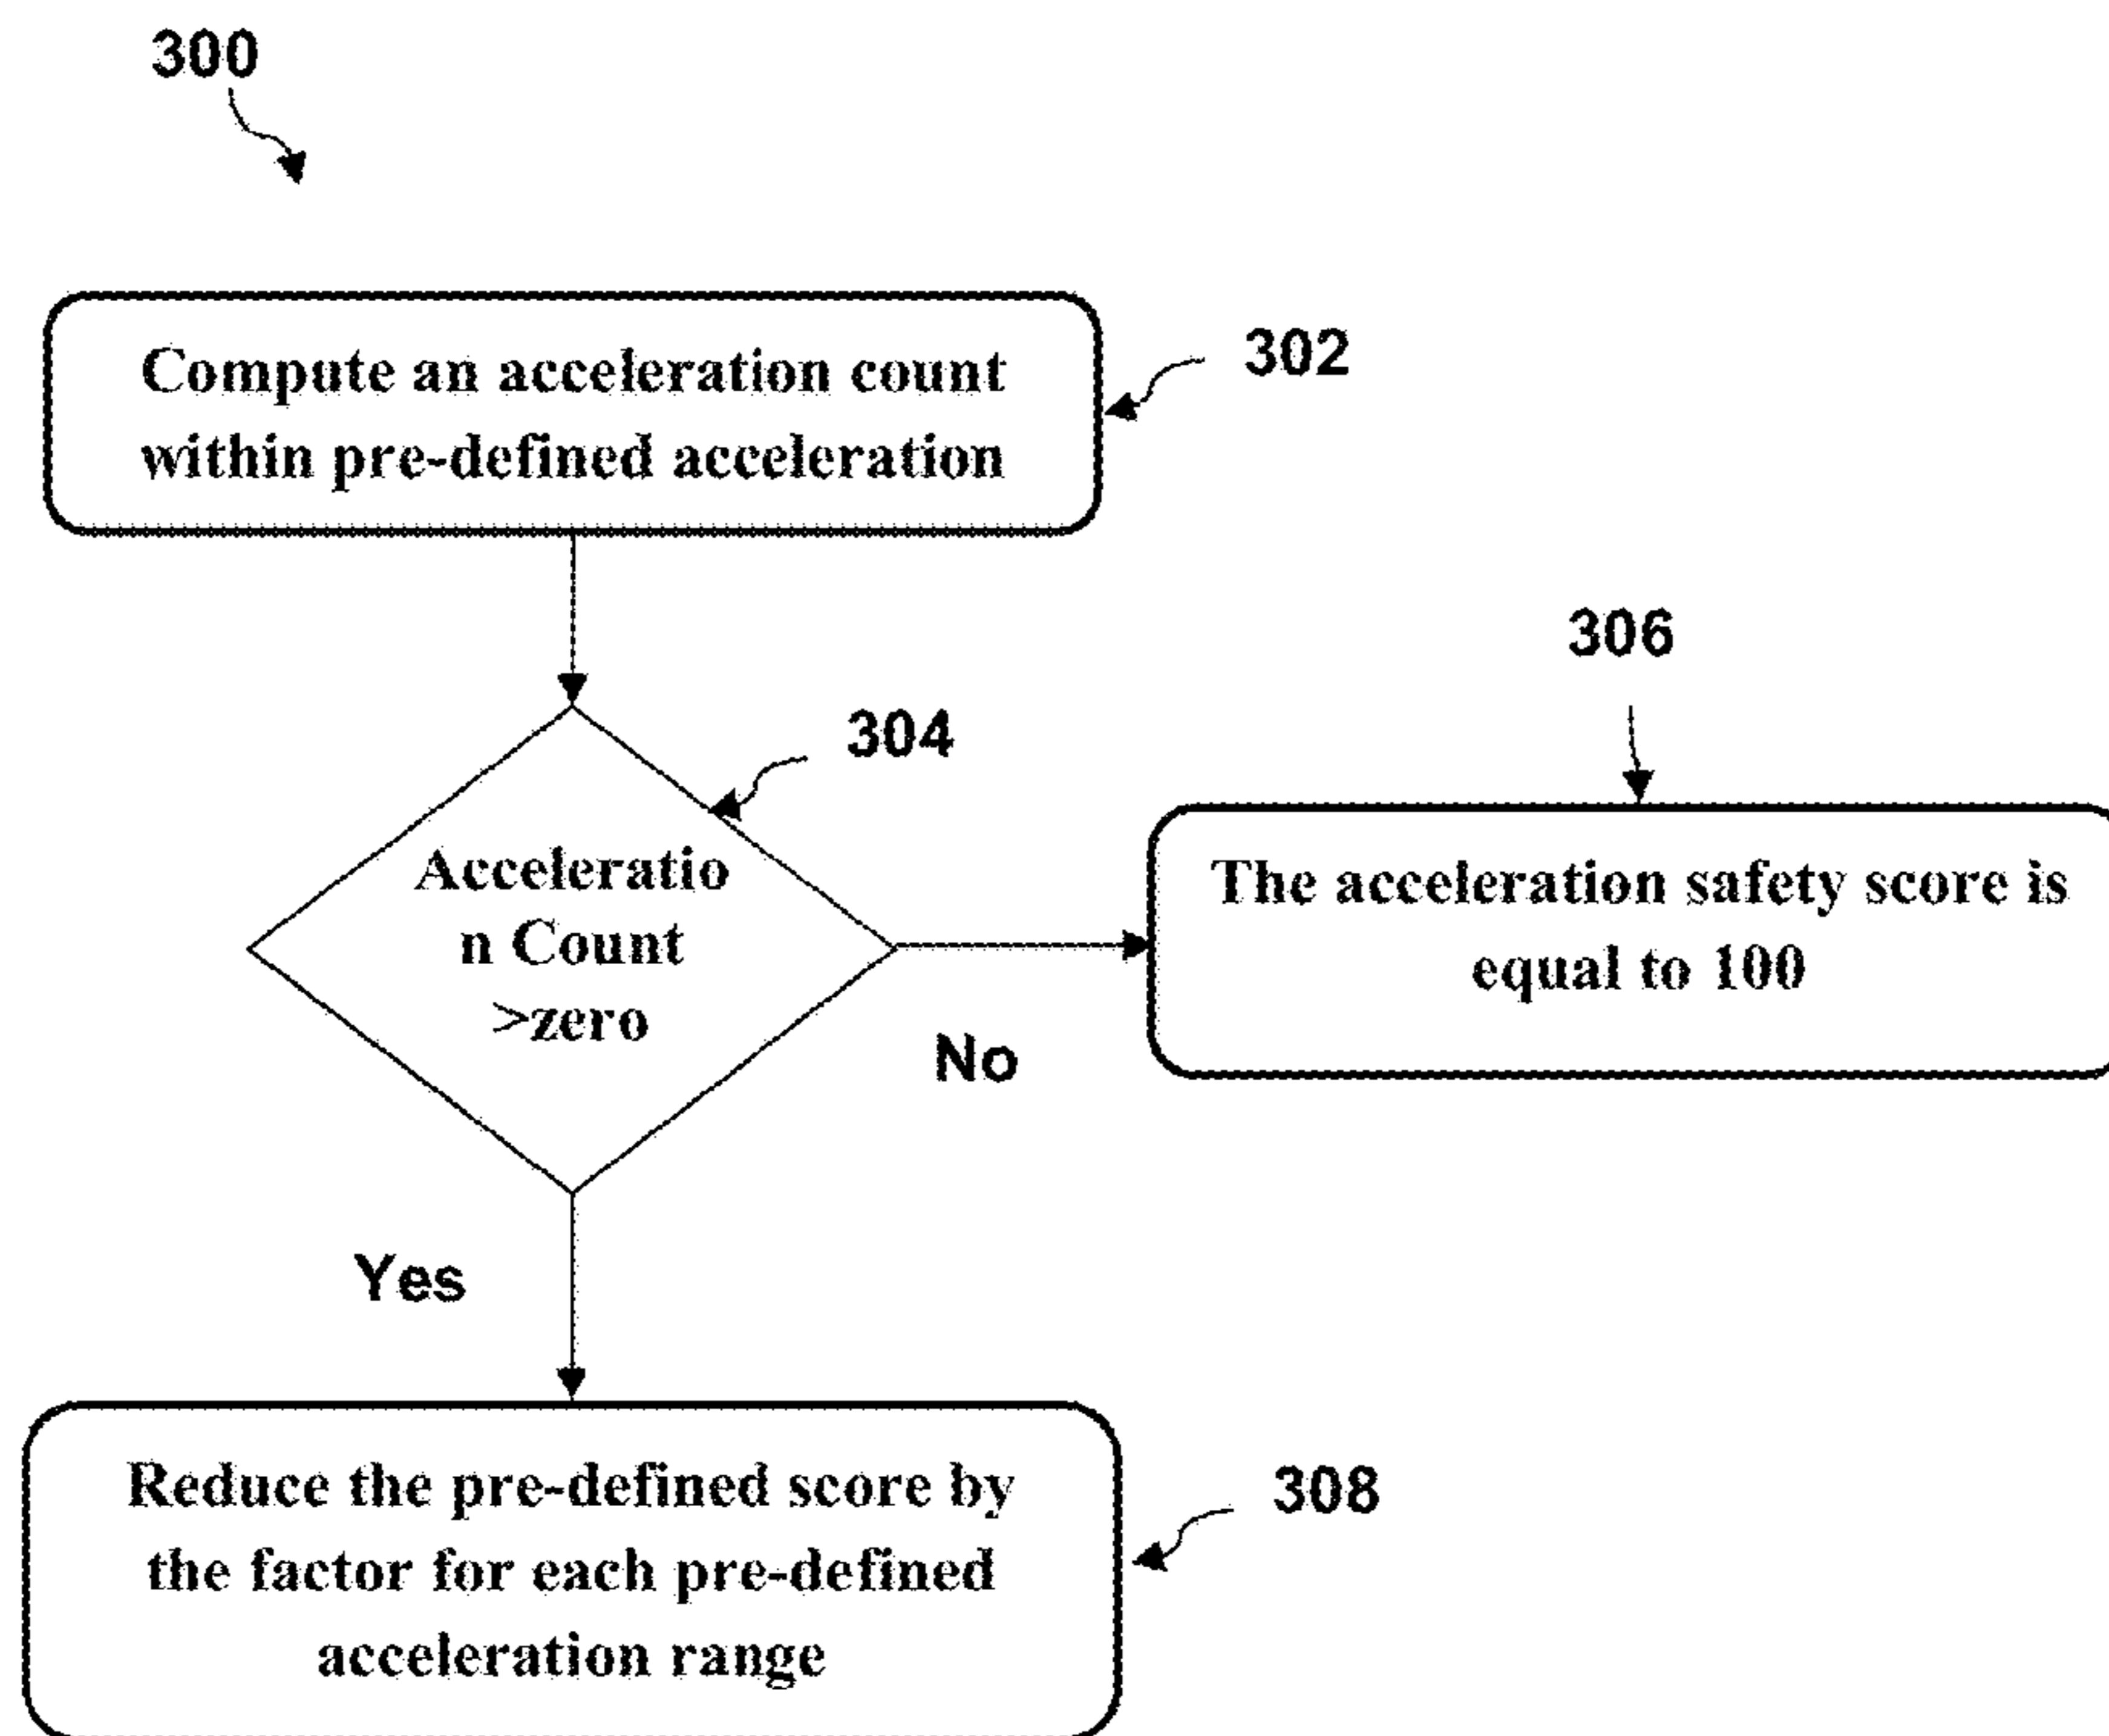 300
Compute an acceleration count
within pre-defined acceleration
302
304
Acceleratio
n Count
>zero
306
The acceleration safety score is
equal to 100
No
Yes
Reduce the pre-defined score by
the factor for each pre-defined
acceleration range
308